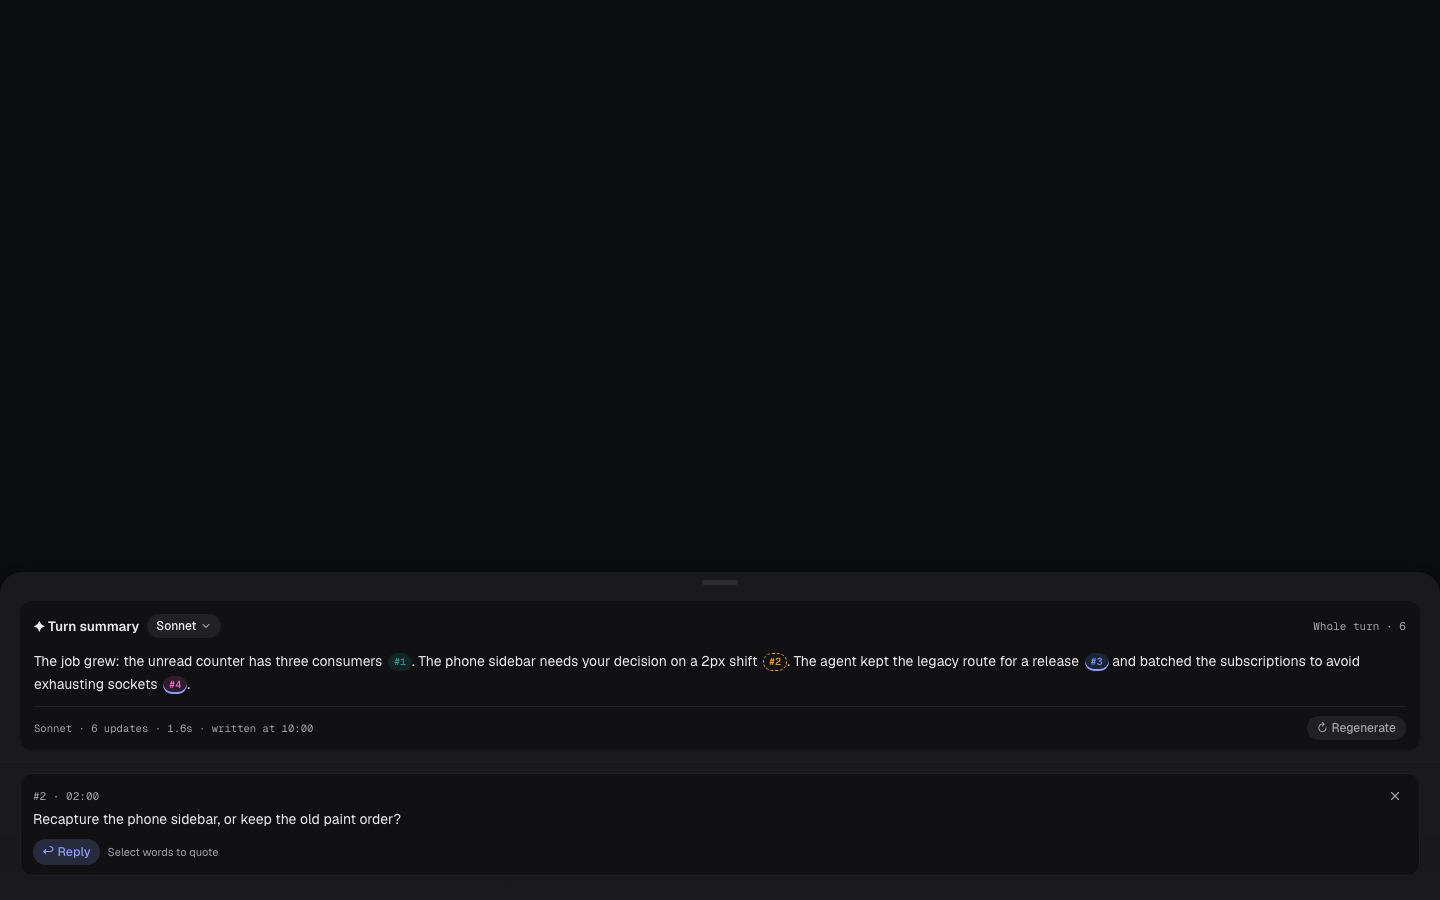 Turn summary Sonnet Whole turn · 6
The job grew: the unread counter has three consumers #1. The phone sidebar needs your decision on a 2px shift #2. The agent kept the legacy route for a release #3 and batched the subscriptions to avoid
exhausting sockets #4.
Sonnet · 6 updates · 1.6s · written at 10:00 Regenerate
#2 · 02:00
Recapture the phone sidebar, or keep the old paint order?
Reply Select words to quote